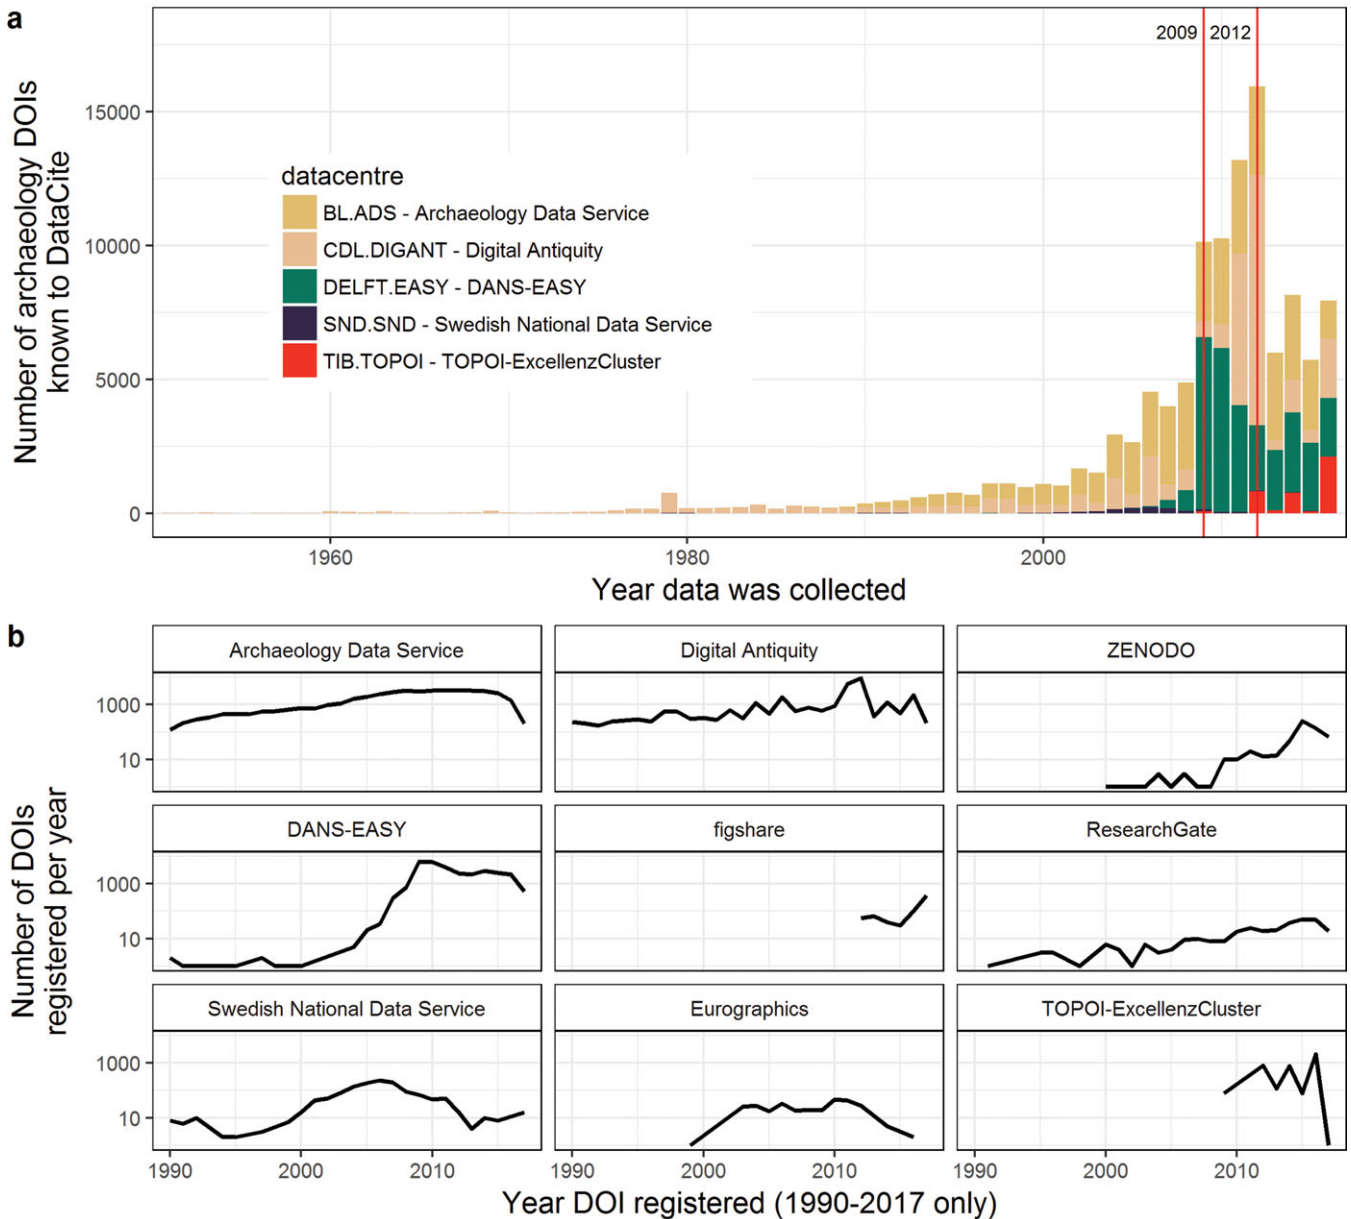 a
2009 2012
Number of archaeology DOIs
known to DataCite
15000
10000
5000
0
datacentre
BL.ADS - Archaeology Data Service
CDL.DIGANT - Digital Antiquity
DELFT.EASY - DANS-EASY
SND.SND - Swedish National Data Service
TIB.TOPOI - TOPOI-ExcellenzCluster
1960 1980 2000
Year data was collected
b
Number of DOIs
registered per year
Archaeology Data Service Digital Antiquity ZENODO
1000
10
DANS-EASY figshare ResearchGate
1000
10
Swedish National Data Service Eurographics TOPOI-ExcellenzCluster
1000
10
1990 2000 2010 1990 2000 2010 1990 2000 2010
Year DOI registered (1990-2017 only)